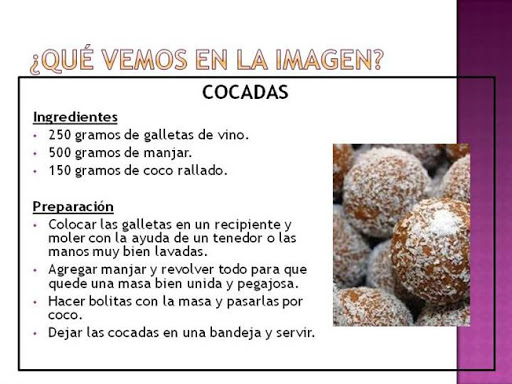 ¿QUÉ VEMOS EN LA IMAGEN?
COCADAS
Ingredientes
• 250 gramos de galletas de vino.
• 500 gramos de manjar.
• 150 gramos de coco rallado.
Preparación
• Colocar las galletas en un recipiente y
moler con la ayuda de un tenedor o las
manos muy bien lavadas.
• Agregar manjar y revolver todo para que
quede una masa bien unida y pegajosa.
• Hacer bolitas con la masa y pasarlas por
coco.
• Dejar las cocadas en una bandeja y servir.